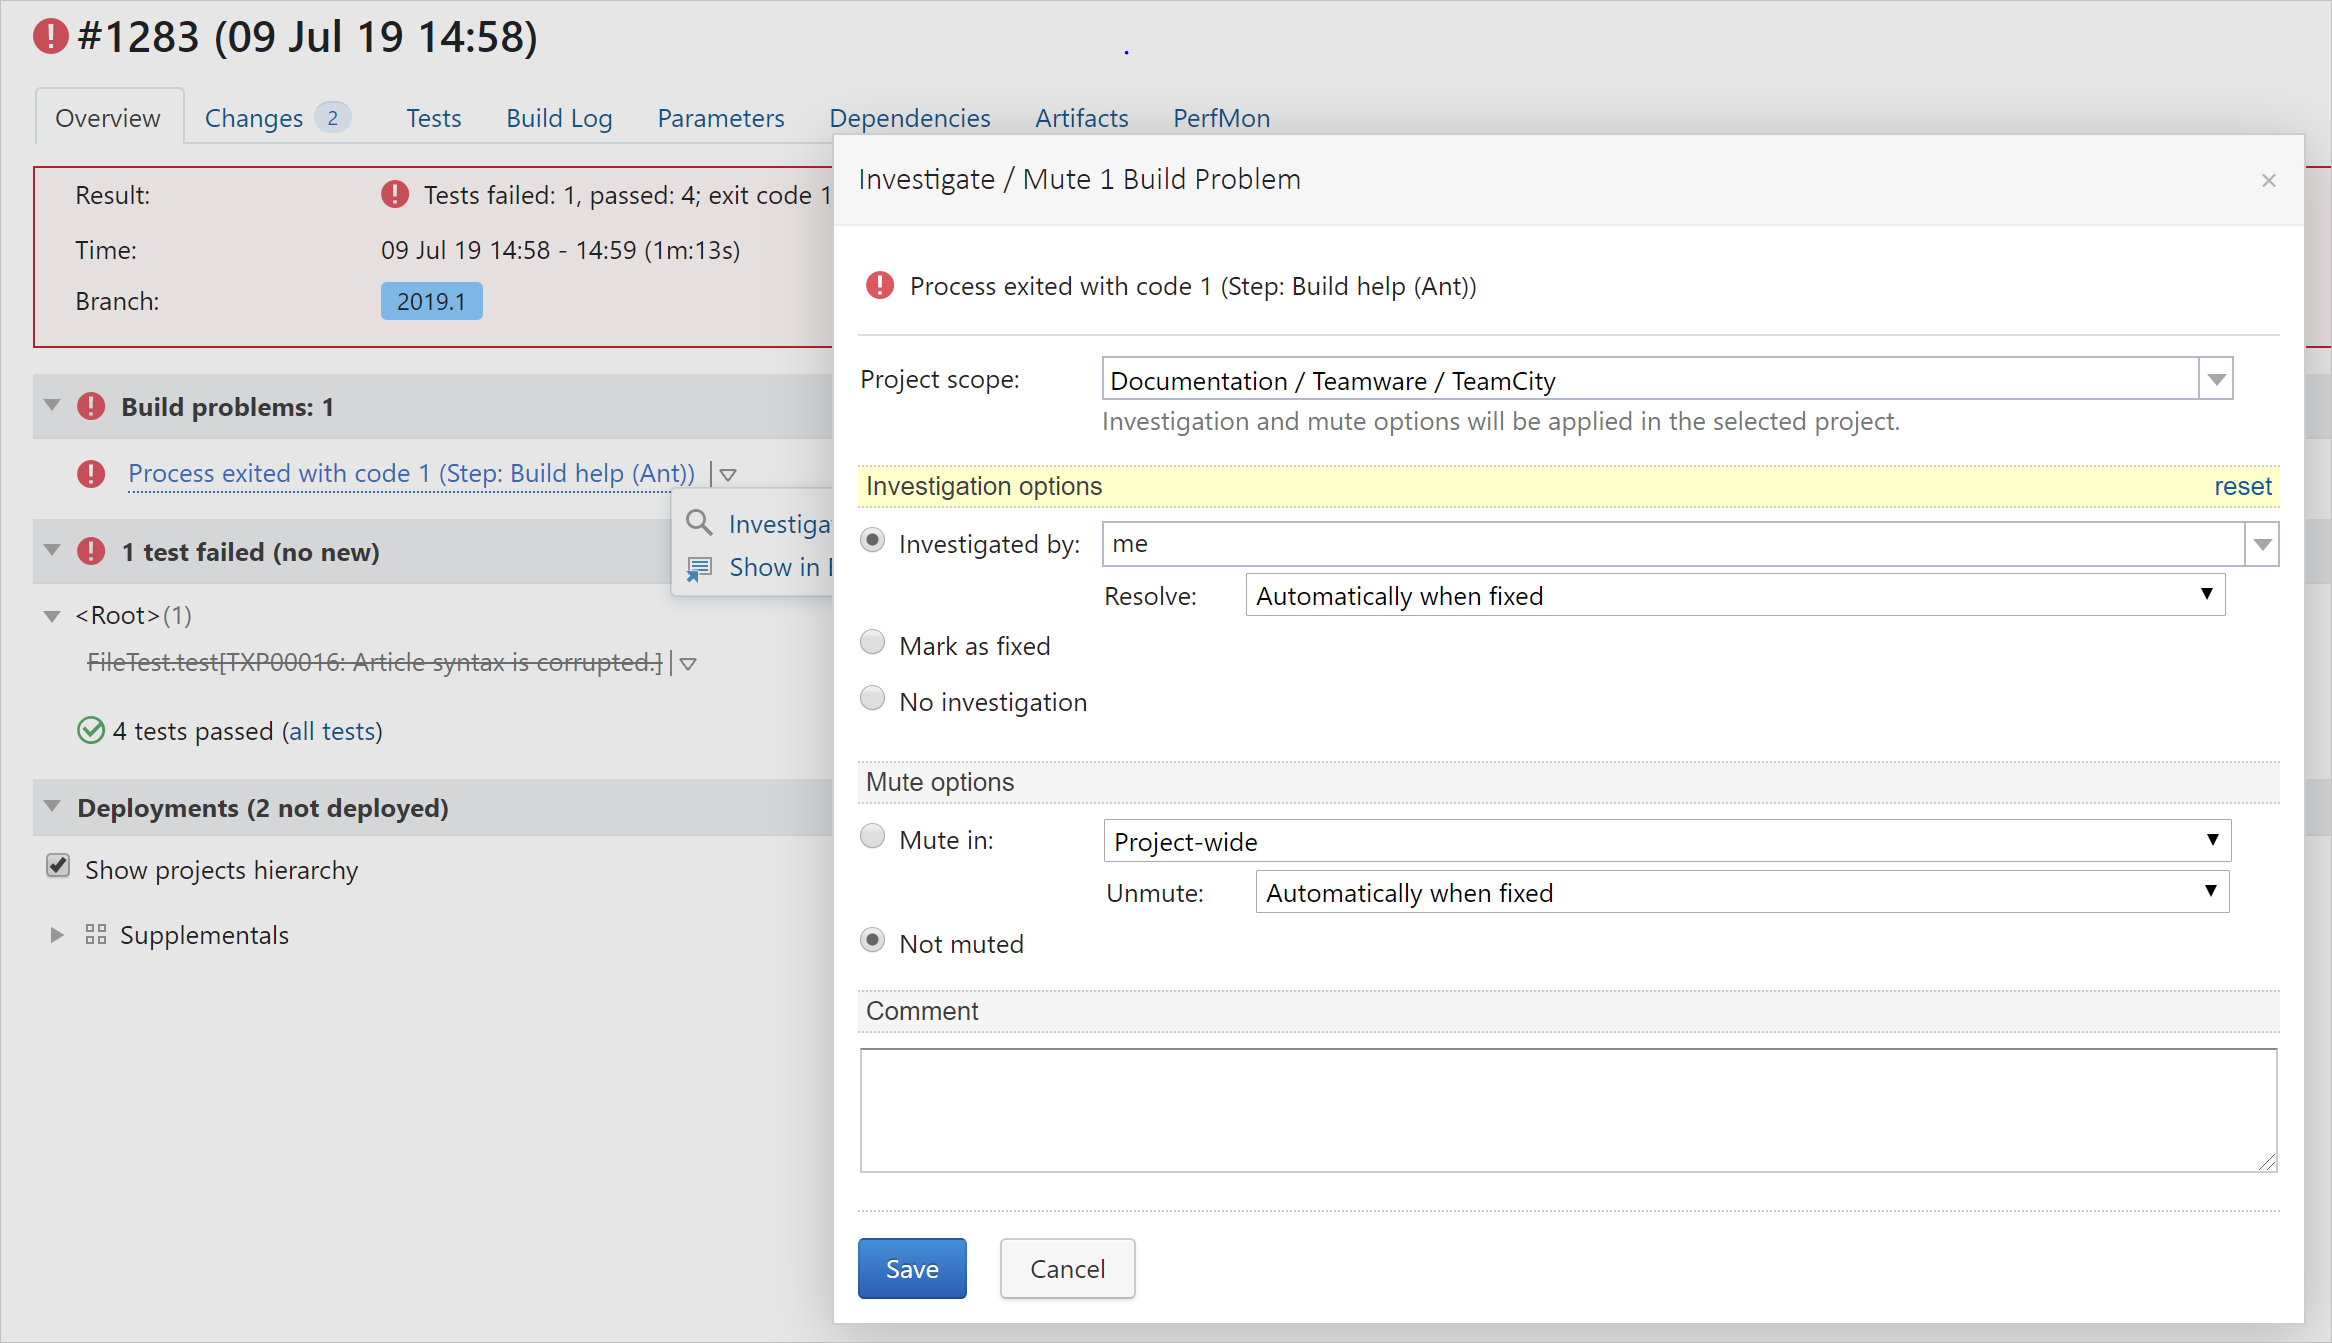 #1283 (09 Jul 19 14:58)
Overview Changes 2 Tests Build Log Parameters Dependencies Artifacts PerfMon
Result: Tests failed: 1, passed: 4; exit code 1
Time: 09 Jul 19 14:58 - 14:59 (1m:13s)
Branch: 2019.1
Build problems: 1
Process exited with code 1 (Step: Build help (Ant))
Investiga
Show in
1 test failed (no new)
<Root>(1)
FileTest.test[TXP00016: Article syntax is corrupted.]
4 tests passed (all tests)
Deployments (2 not deployed)
Show projects hierarchy
Supplementals
Investigate / Mute 1 Build Problem
Process exited with code 1 (Step: Build help (Ant))
Project scope: Documentation / Teamware / TeamCity
Investigation and mute options will be applied in the selected project.
Investigation options reset
Investigated by: me
Resolve: Automatically when fixed
Mark as fixed
No investigation
Mute options
Mute in: Project-wide
Unmute: Automatically when fixed
Not muted
Comment
Save Cancel